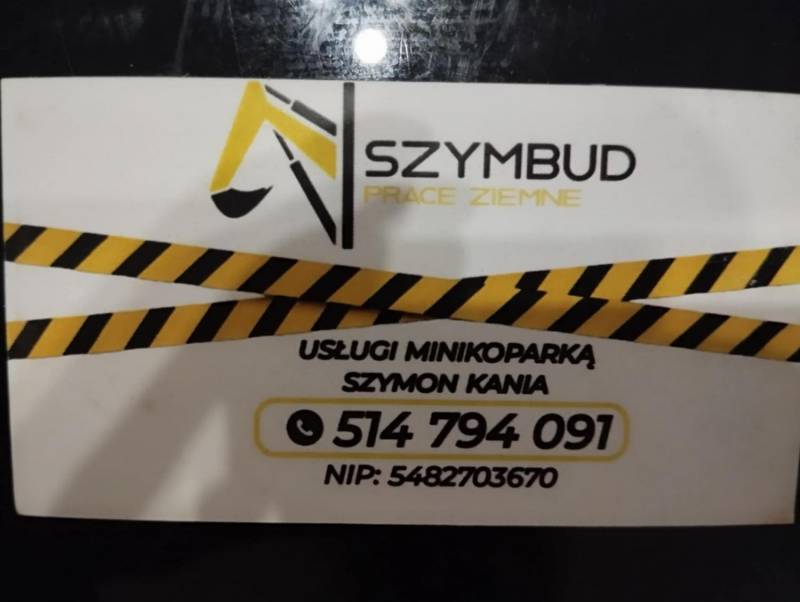 SZYMBUD
PRACE ZIEMNE
USŁUGI MINIKOPARKĄ
SZYMON KANIA
514 794 091
NIP: 5482703670